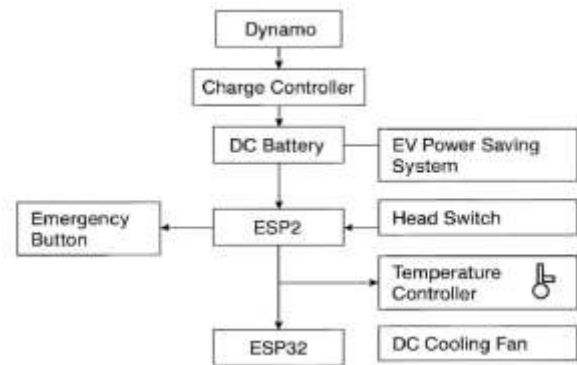 Dynamo
Charge Controller
DC Battery
EV Power Saving
System
Emergency
Button
ESP2
Head Switch
Temperature
Controller
ESP32
DC Cooling Fan